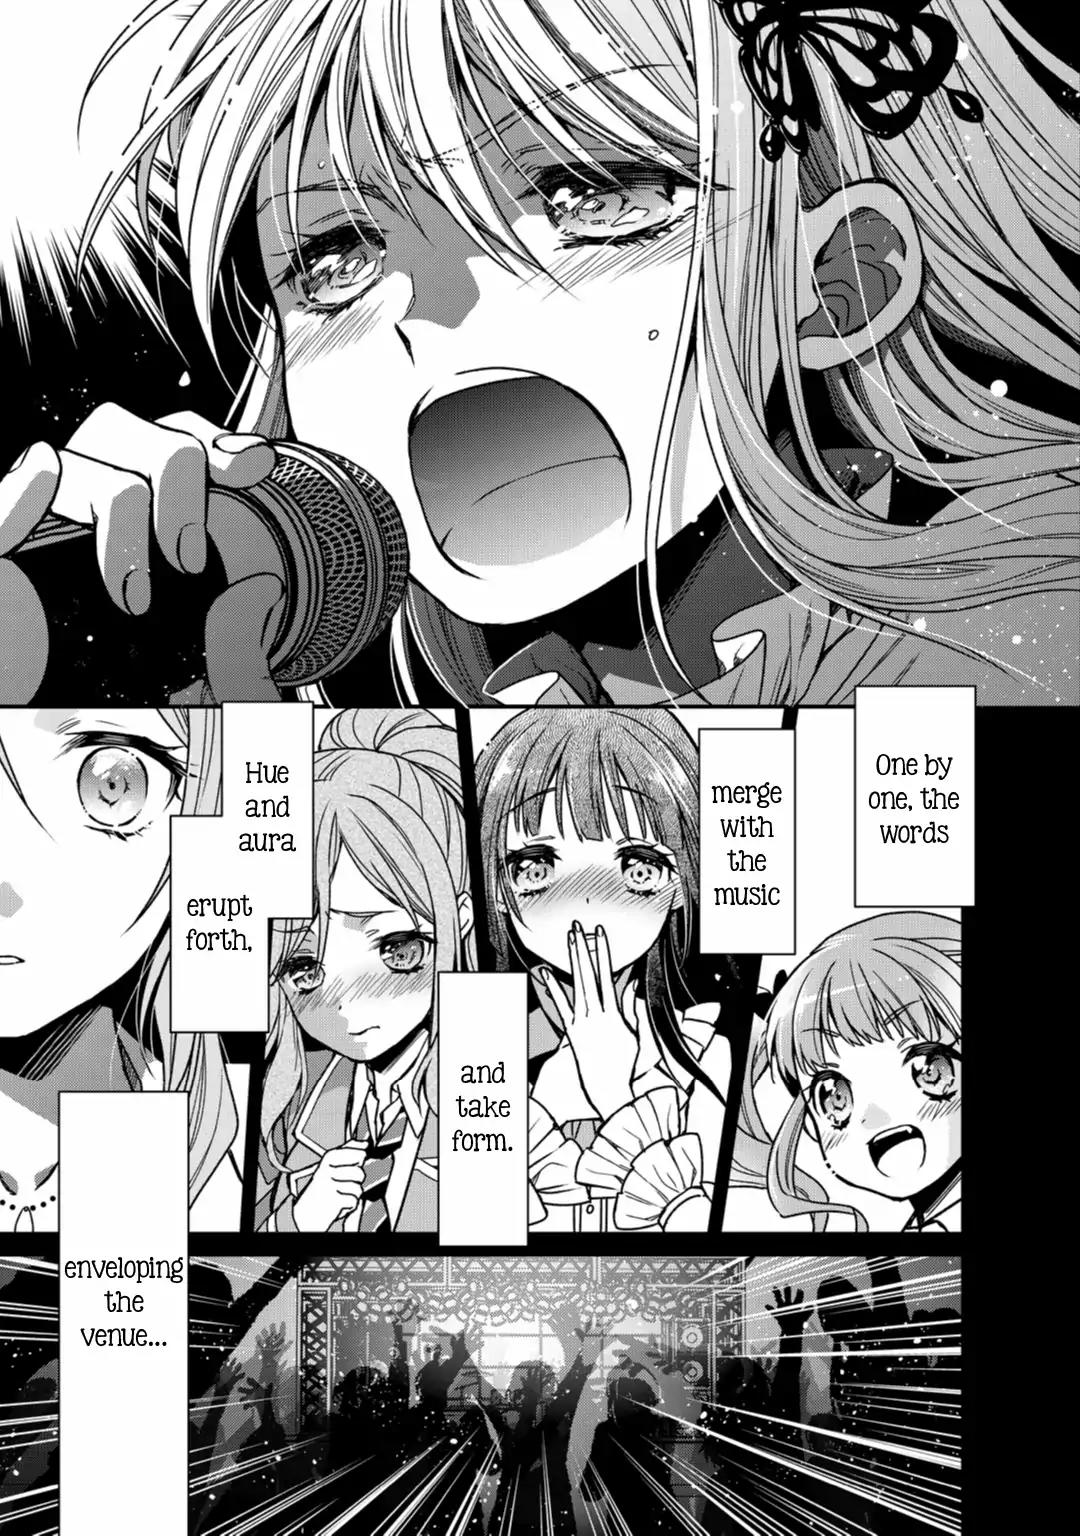 One by
one, the
words
merge
with
the
music
and
take
form.
Hue
and
aura
erupt
forth,
enveloping
the
venue...